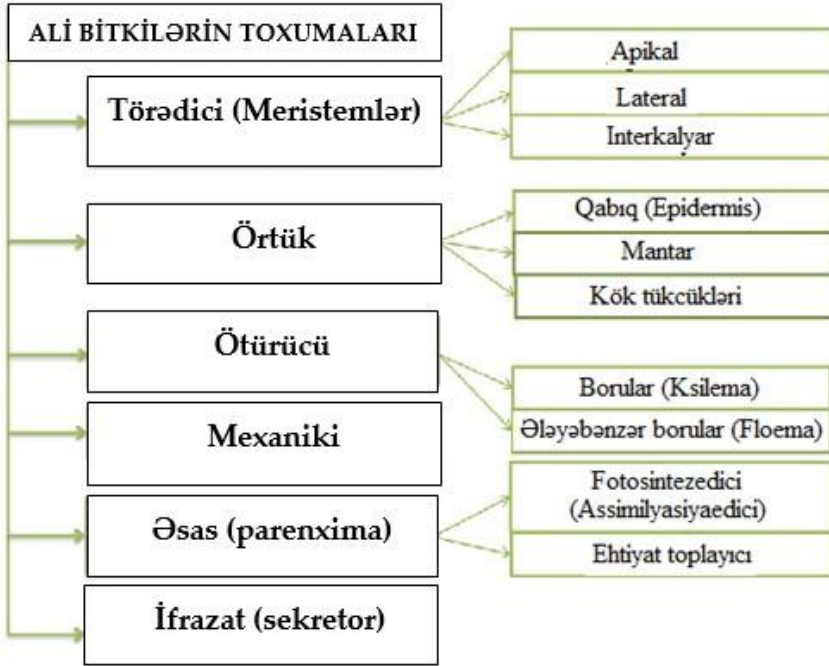 ALİ BİTKİLƏRİN TOXUMALARI
Törədici (Meristemlər)
Apikal
Lateral
Interkalyar
Örtük
Qabıq (Epidermis)
Mantar
Kök tükcükləri
Ötürücü
Borular (Ksilema)
Ələyəbənzər borular (Floema)
Mexaniki
Əsas (parenxima)
Fotosintezedici
(Assimilyasiyaedici)
Ehtiyat toplayıcı
İfrazat (sekretor)